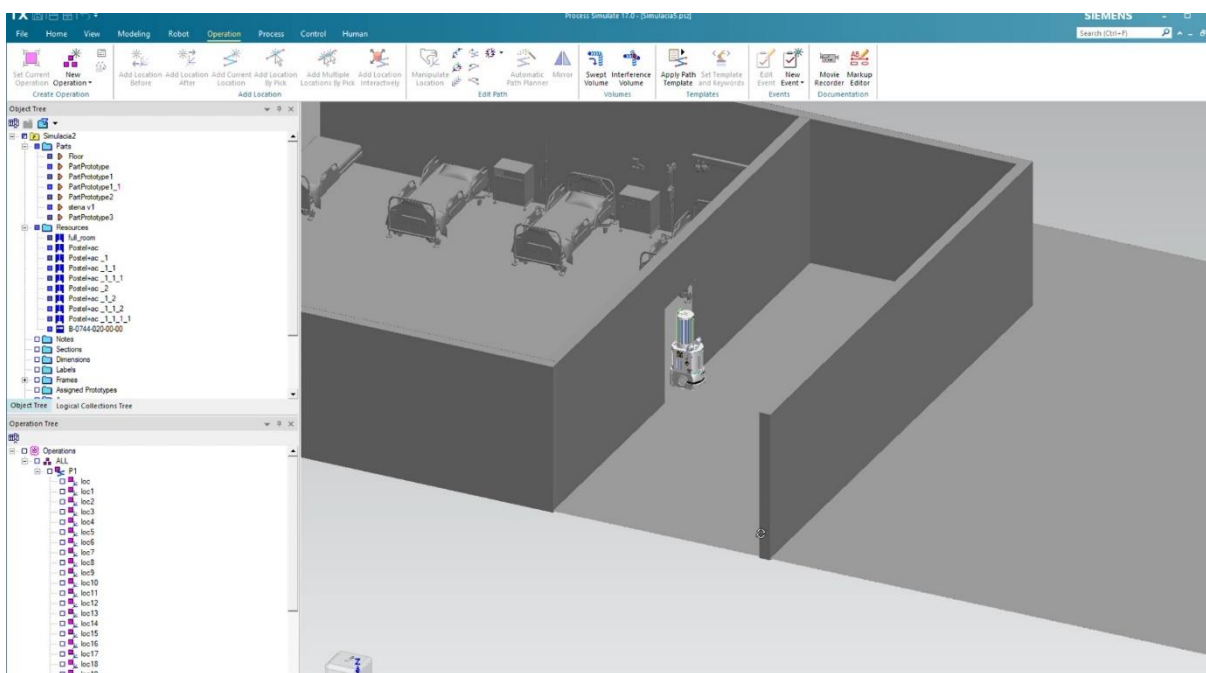 TX
Process Simulate 17.0 - [Simulacia5.psz]
SIEMENS
File Home View Modeling Robot Operation Process Control Human
Search (Ctrl+F)
Set Current Operation
New Operation
Add Location Before
Add Location After
Add Current Location
Add Location By Pick
Add Multiple Locations By Pick
Add Location Interactively
Manipulate Location
Automatic Path Planner
Mirror
Swept Volume
Interference Volume
Apply Path Template
Set Template and Keywords
Edit Event
New Event
Movie Recorder
Markup Editor
Create Operation
Add Location
Edit Path
Volumes
Templates
Events
Documentation
Object Tree
Simulacia2
Parts
Floor
PartPrototype
PartPrototype1
PartPrototype1_1
PartPrototype2
stena v1
PartPrototype3
Resources
full_room
Postel+ac
Postel+ac _1
Postel+ac _1_1
Postel+ac _1_1_1
Postel+ac _2
Postel+ac _1_2
Postel+ac _1_1_2
Postel+ac _1_1_1_1
B-0744-020-00-00
Notes
Sections
Dimensions
Labels
Frames
Assigned Prototypes
Object Tree Logical Collections Tree
Operation Tree
Operations
ALL
P1
loc
loc1
loc2
loc3
loc4
loc5
loc6
loc7
loc8
loc9
loc10
loc11
loc12
loc13
loc14
loc15
loc16
loc17
loc18
Z